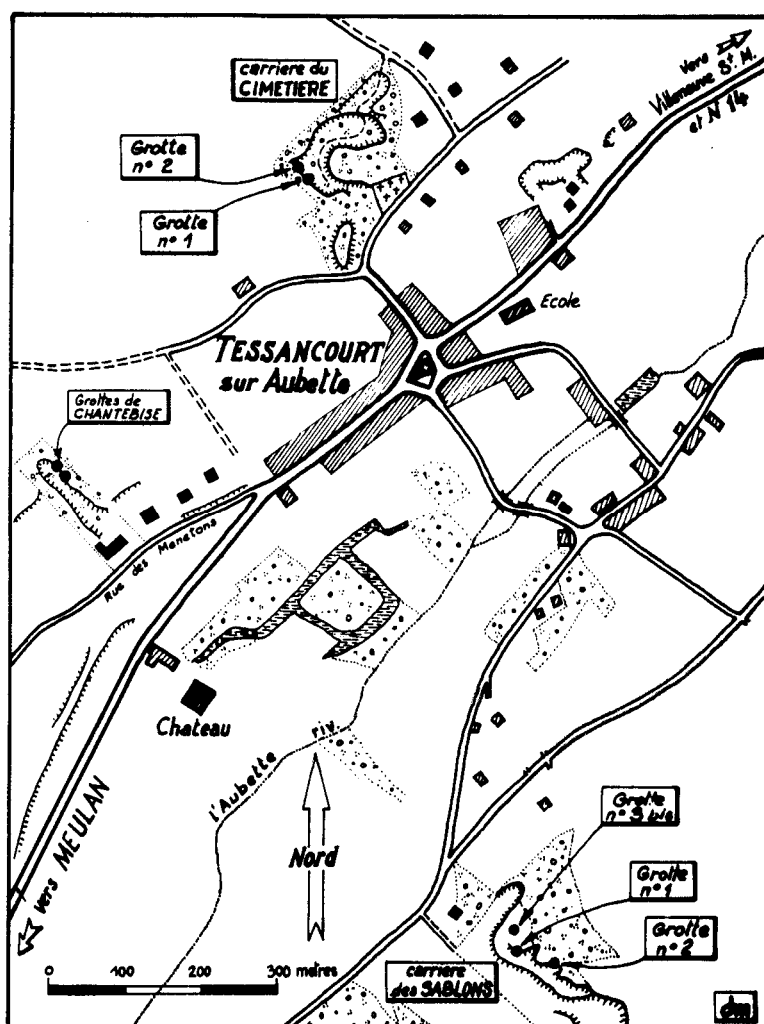 carriere du
CIMETIERE
vers
Villeneuve St. M.
et N 14
Grotte
n° 2
Grotte
n° 1
Ecole
TESSANCOURT
sur Aubette
Grottes de
CHANTEBISE
Rue des Menetons
Chateau
l'Aubette riv.
Nord
vers MEULAN
Grotte
n° 3 bis
Grotte
n° 1
Grotte
n° 2
0 100 200 300 metres
carriere
des SABLONS
dm